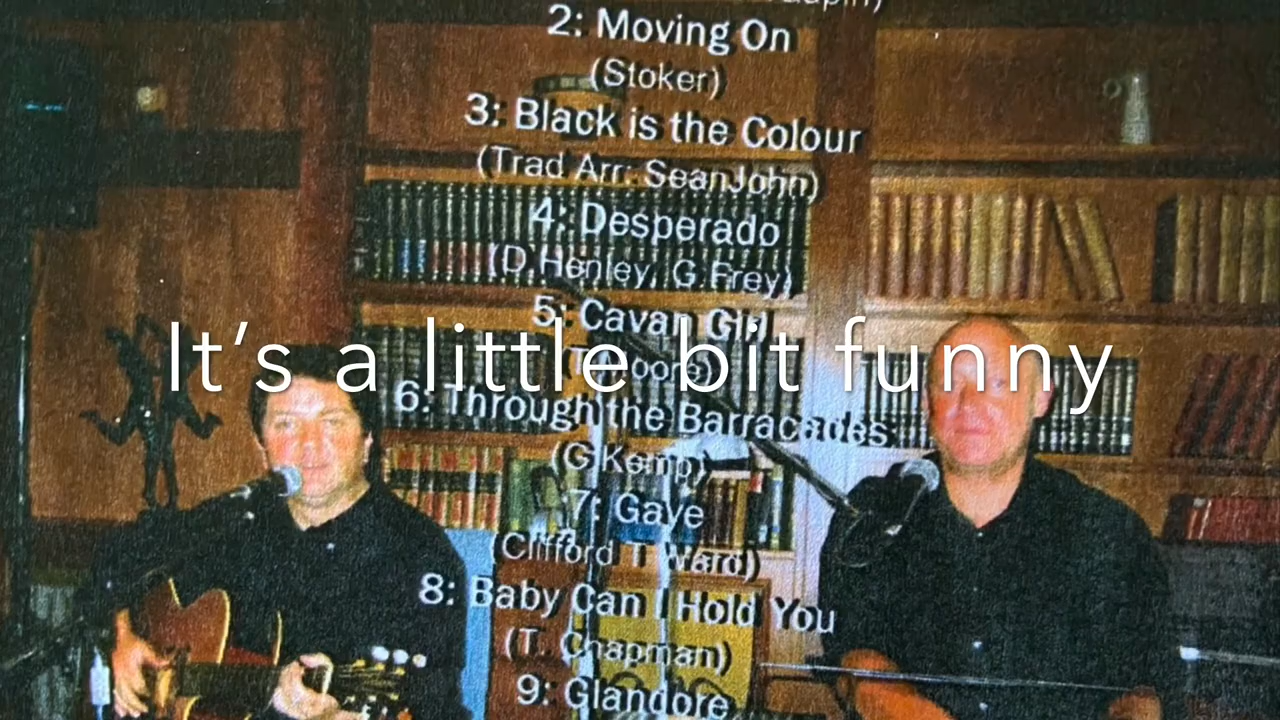 2: Moving On
(Stoker)
3: Black is the Colour
(Trad Arr: SeanJohn)
4: Desperado
(D.Henley, G.Frey)
5: Cavan Girl
It's a little bit funny
6: Through the Barracades
(G Kemp)
7: Gaye
(Clifford T Ward)
8: Baby Can I Hold You
(T. Chapman)
9: Glandore